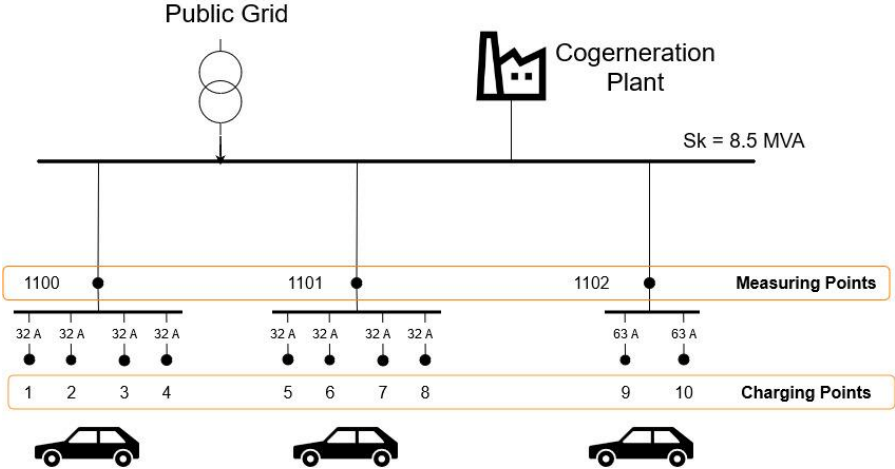 Public Grid
Cogerneration
Plant
Sk = 8.5 MVA
1100 1101 1102 Measuring Points
32 A 32 A 32 A 32 A 32 A 32 A 32 A 32 A 63 A 63 A
1 2 3 4 5 6 7 8 9 10 Charging Points